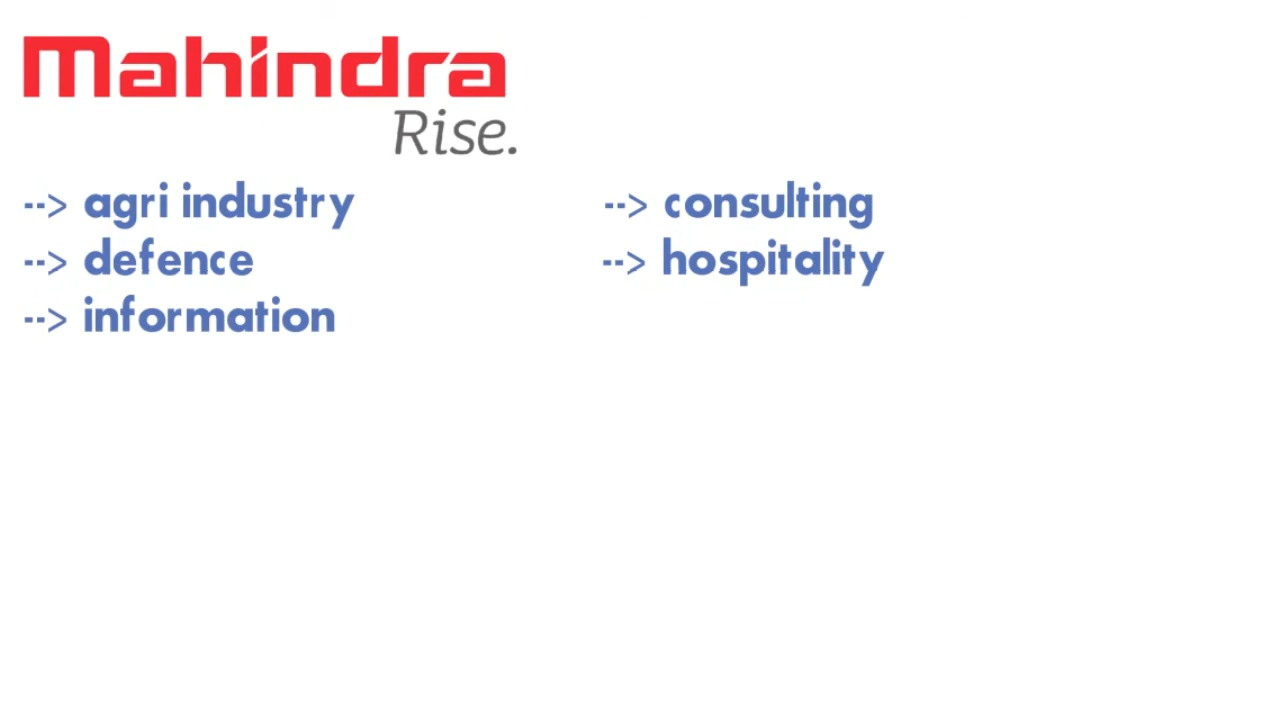 Mahindra
Rise.
--> agri industry
--> defence
--> information
--> consulting
--> hospitality